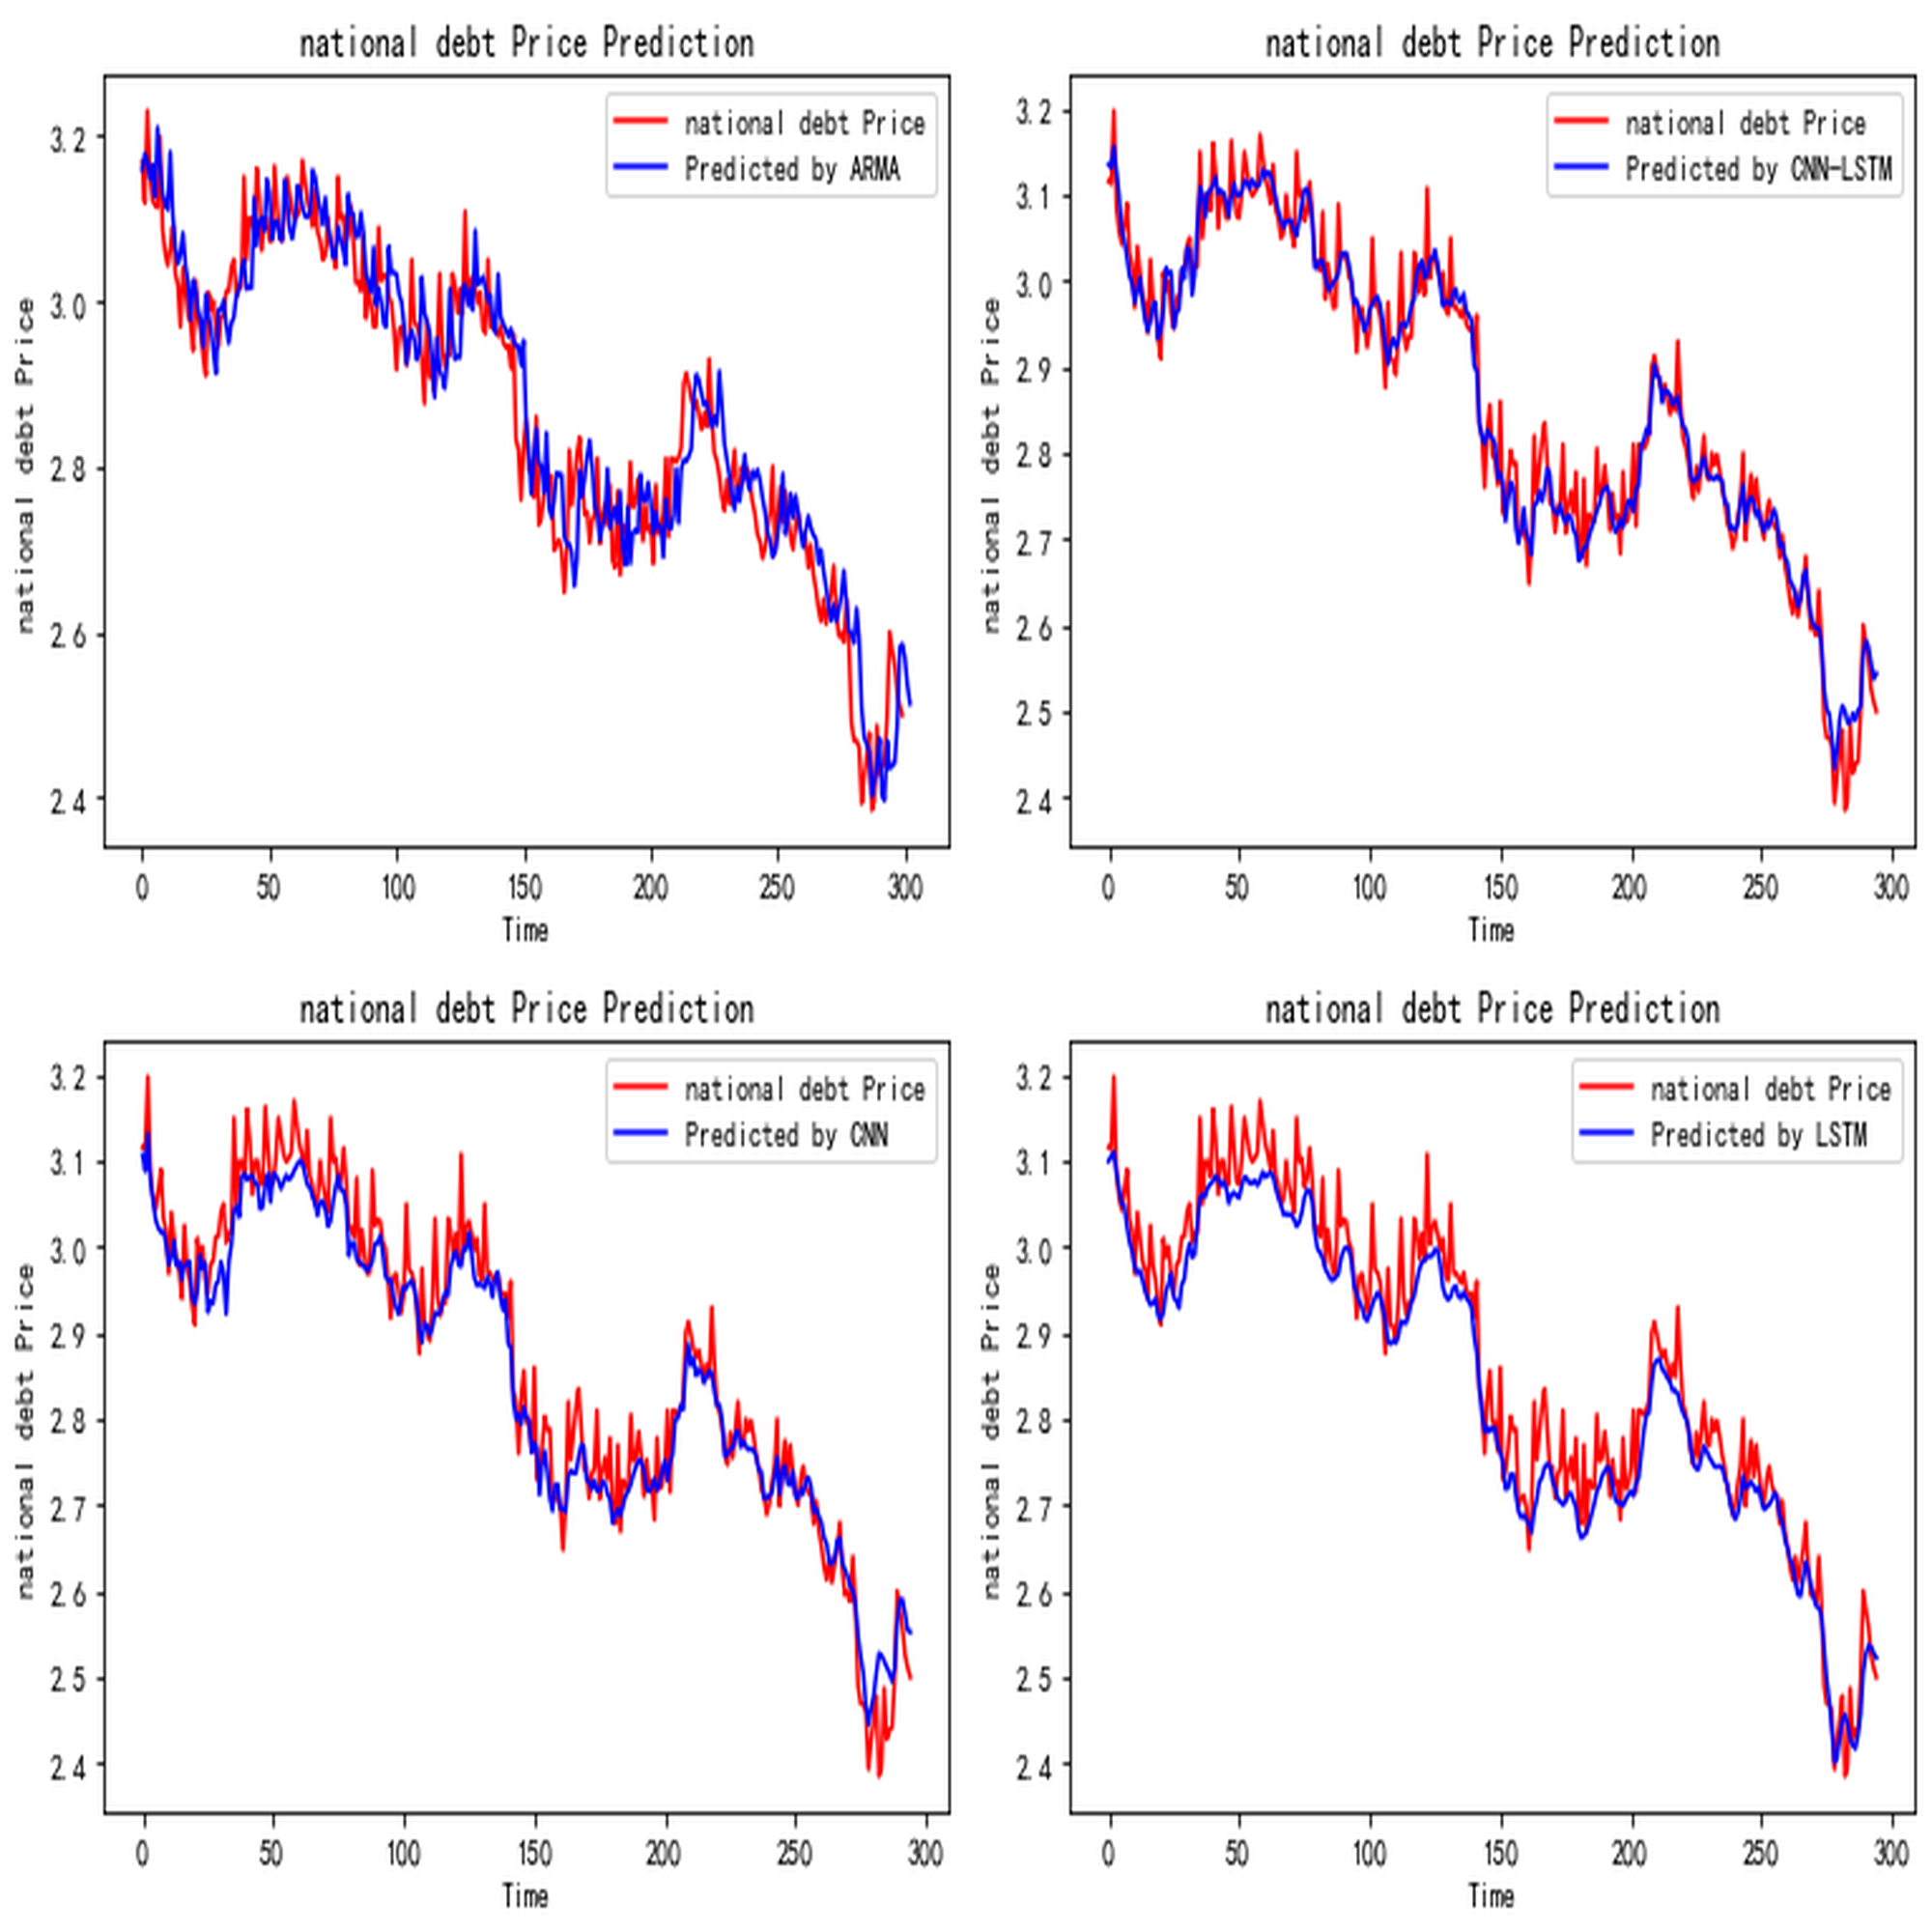 national debt Price Prediction
national debt Price
Predicted by ARMA
national debt Price
3.2
3.0
2.8
2.6
2.4
0 50 100 150 200 250 300
Time
national debt Price Prediction
national debt Price
Predicted by CNN-LSTM
national debt Price
3.2
3.1
3.0
2.9
2.8
2.7
2.6
2.5
2.4
0 50 100 150 200 250 300
Time
national debt Price Prediction
national debt Price
Predicted by CNN
national debt Price
3.2
3.1
3.0
2.9
2.8
2.7
2.6
2.5
2.4
0 50 100 150 200 250 300
Time
national debt Price Prediction
national debt Price
Predicted by LSTM
national debt Price
3.2
3.1
3.0
2.9
2.8
2.7
2.6
2.5
2.4
0 50 100 150 200 250 300
Time